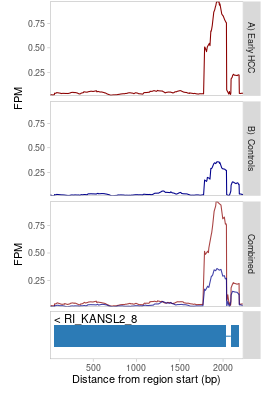 0.75
0.50
0.25
FPM
A) Early HCC
0.75
0.50
0.25
B) Controls
0.75
0.50
0.25
FPM
Combined
< RI_KANSL2_8
500 1000 1500 2000
Distance from region start (bp)